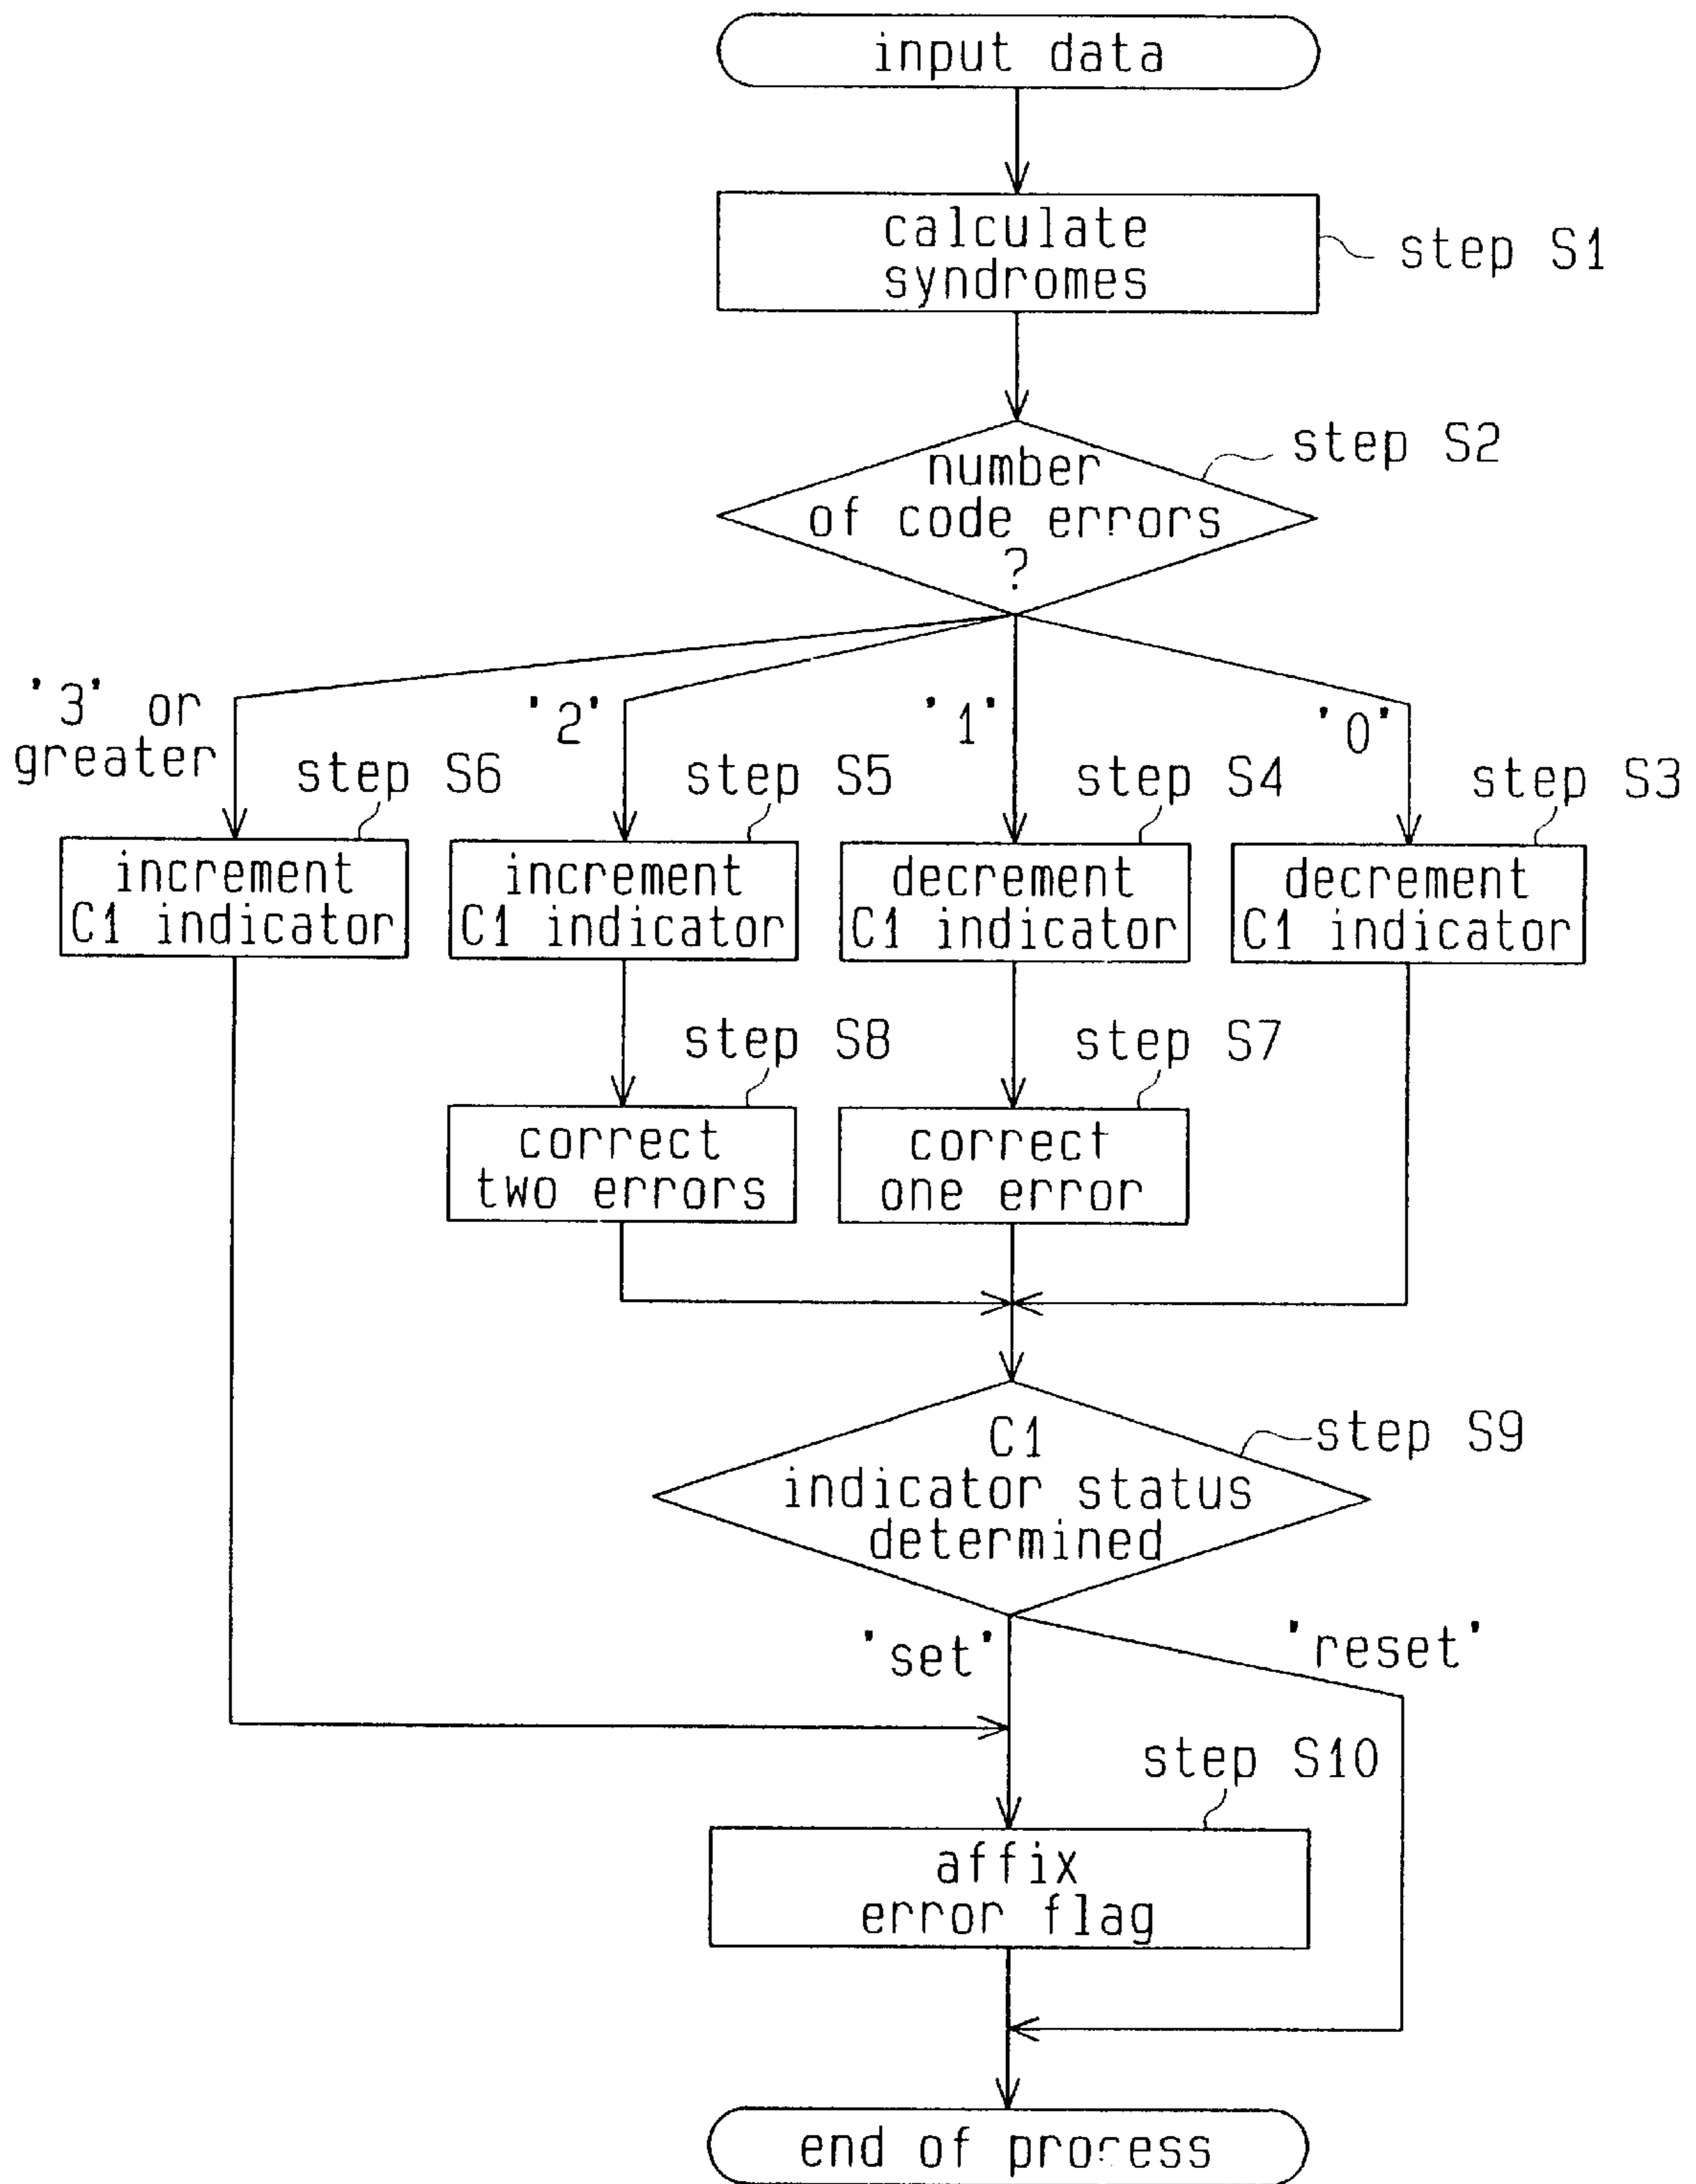 input data
calculate
syndromes
step S1
step S2
number
of code errors
?
"3" or
greater
"2"
"1"
"0"
step S6
step S5
step S4
step S3
increment
C1 indicator
increment
C1 indicator
decrement
C1 indicator
decrement
C1 indicator
step S8
step S7
correct
two errors
correct
one error
C1
indicator status
determined
step S9
"set"
"reset"
step S10
affix
error flag
end of process